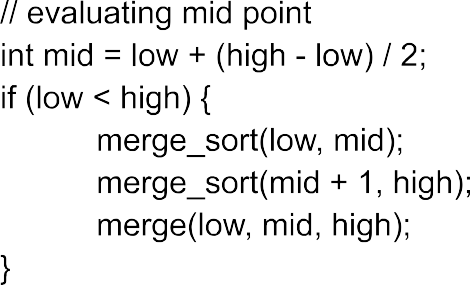 // evaluating mid point
int mid = low + (high - low) / 2;
if (low < high) {
merge_sort(low, mid);
merge_sort(mid + 1, high);
merge(low, mid, high);
}